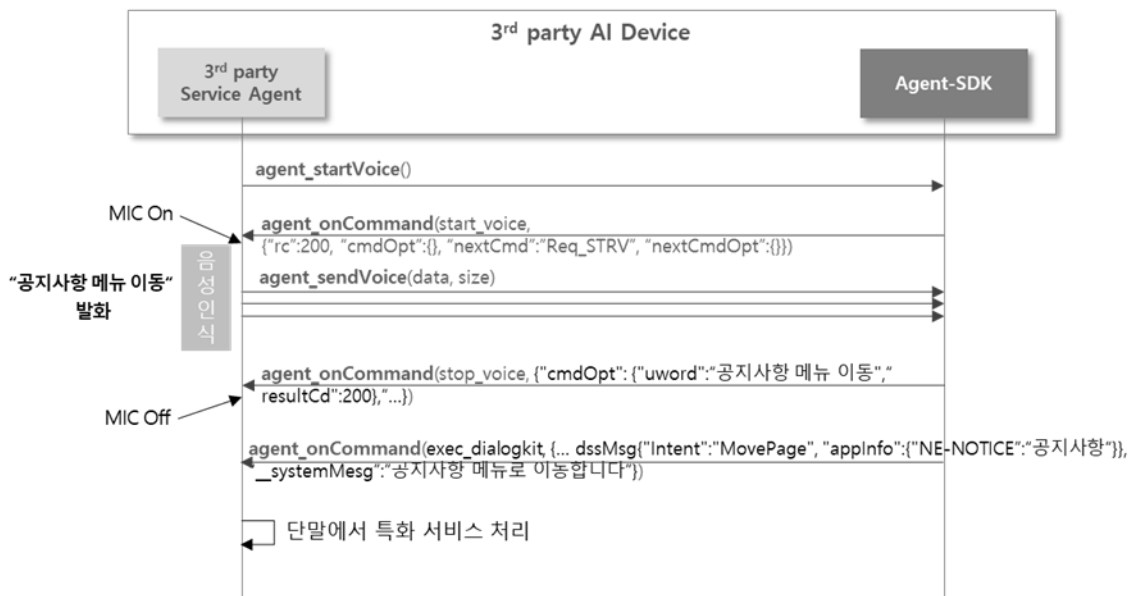 3rd party AI Device
3rd party
Service Agent
Agent-SDK
agent_startVoice()
MIC On
agent_onCommand(start_voice,
{"rc":200, "cmdOpt":{}, "nextCmd":"Req_STRV", "nextCmdOpt":{}})
음
성
인
식
"공지사항 메뉴 이동"
발화
agent_sendVoice(data, size)
agent_onCommand(stop_voice, {"cmdOpt": {"uword":"공지사항 메뉴 이동","
resultCd":200},"...})
MIC Off
agent_onCommand(exec_dialogkit, {... dssMsg{"Intent":"MovePage", "appInfo":{"NE-NOTICE":"공지사항"}},
__systemMesg":"공지사항 메뉴로 이동합니다"})
단말에서 특화 서비스 처리